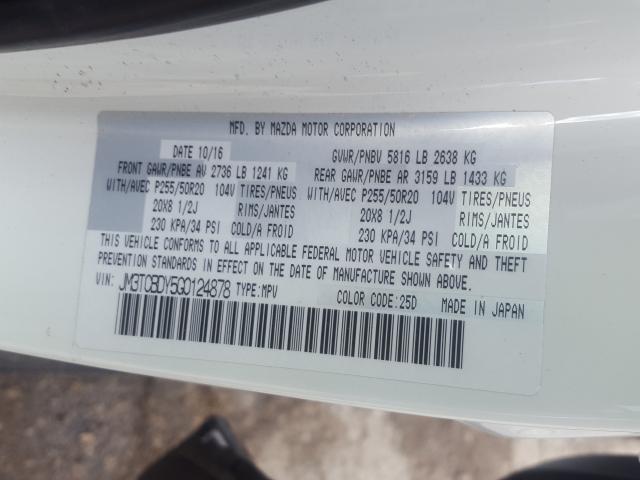 MFD. BY MAZDA MOTOR CORPORATION
DATE 10/16 GVWR/PNBV 5816 LB 2638 KG
FRONT GAWR/PNBE AV 2736 LB 1241 KG REAR GAWR/PNBE AR 3159 LB 1433 KG
WITH/AVEC P255/50R20 104V TIRES/PNEUS WITH/AVEC P255/50R20 104V TIRES/PNEUS
20X8 1/2J RIMS/JANTES 20X8 1/2J RIMS/JANTES
230 KPA/34 PSI COLD/A FROID 230 KPA/34 PSI COLD/A FROID
THIS VEHICLE CONFORMS TO ALL APPLICABLE FEDERAL MOTOR VEHICLE SAFETY AND THEFT
PREVENTION STANDARDS IN EFFECT ON THE DATE OF MANUFACTURE SHOWN ABOVE.
VIN: JM3TCBDY5G0124878 TYPE:MPV COLOR CODE:25D MADE IN JAPAN